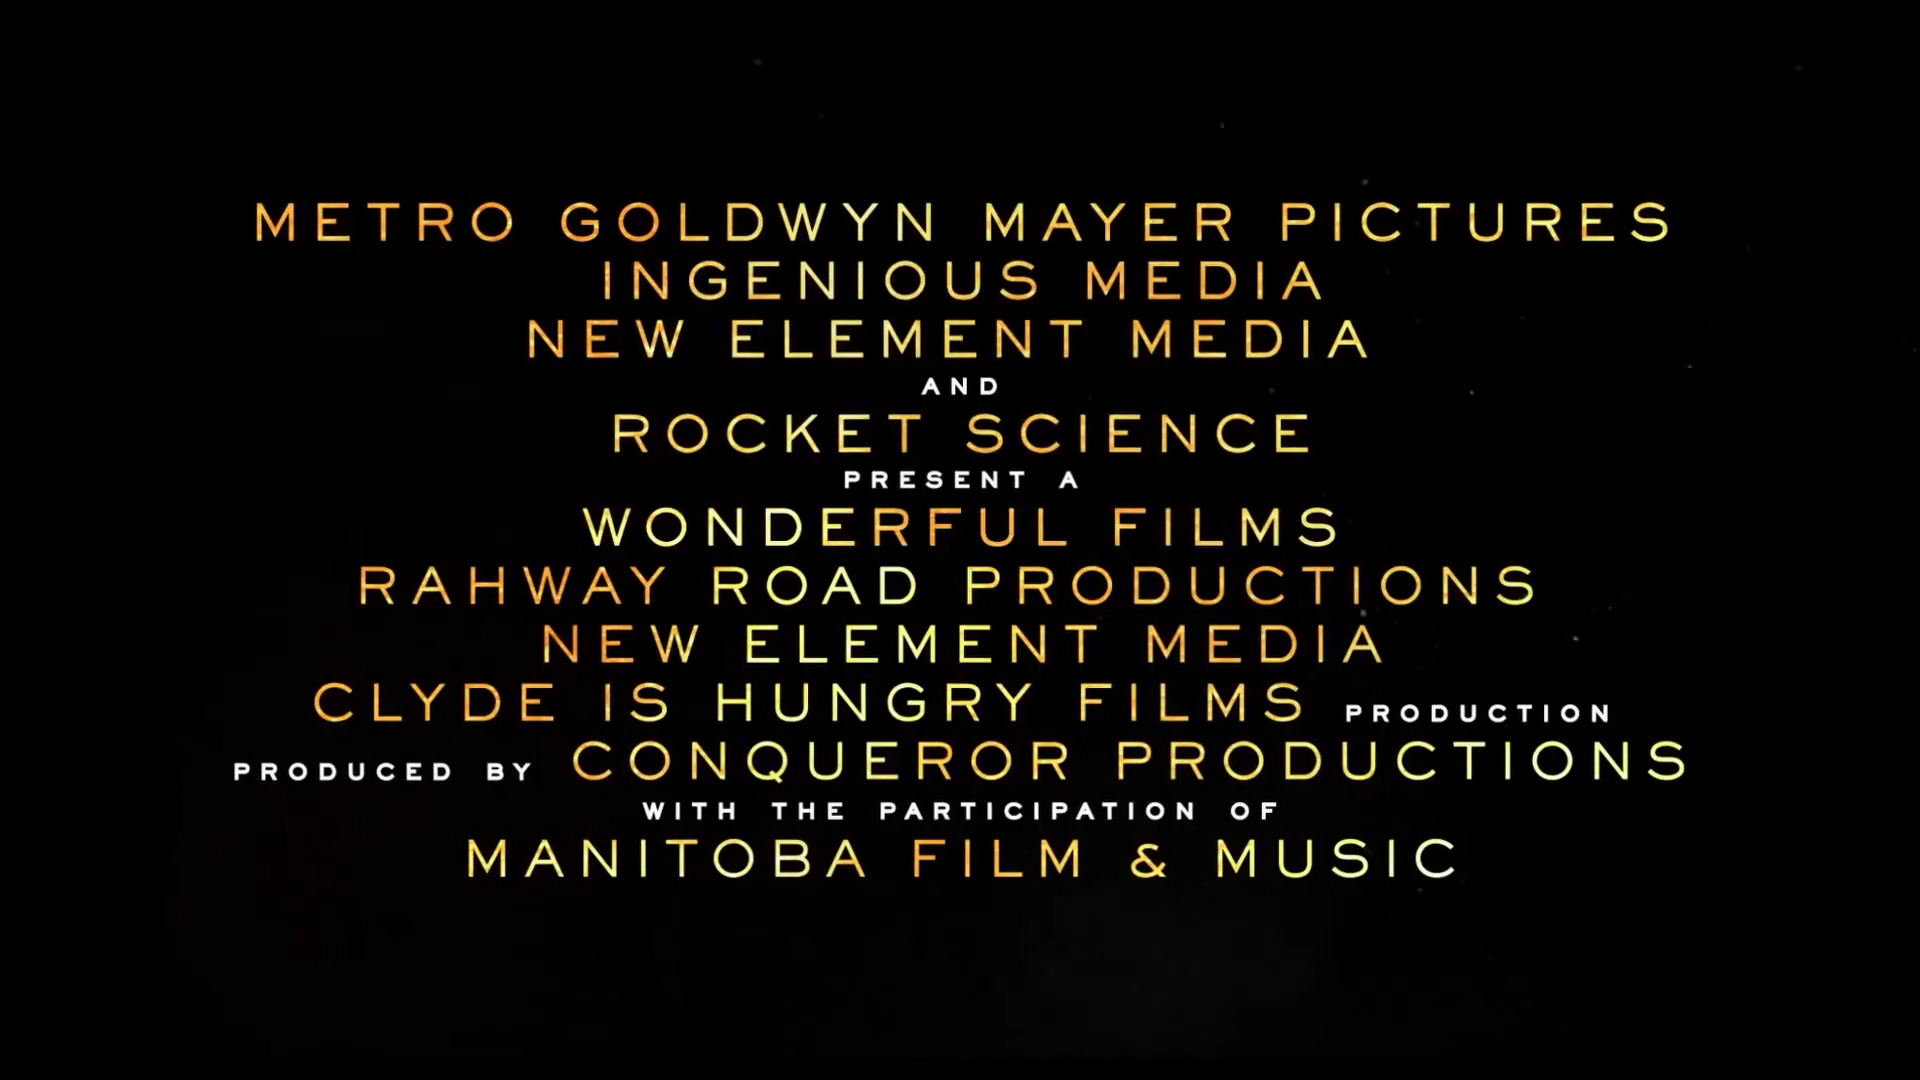 METRO GOLDWYN MAYER PICTURES
INGENIOUS MEDIA
NEW ELEMENT MEDIA
AND
ROCKET SCIENCE
PRESENT A
WONDERFUL FILMS
RAHWAY ROAD PRODUCTIONS
NEW ELEMENT MEDIA
CLYDE IS HUNGRY FILMS PRODUCTION
PRODUCED BY CONQUEROR PRODUCTIONS
WITH THE PARTICIPATION OF
MANITOBA FILM & MUSIC